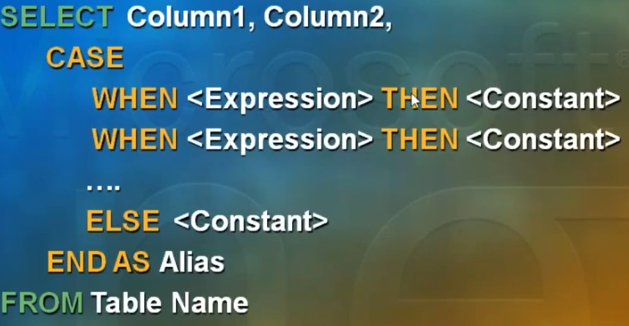 SELECT Column1, Column2,
CASE
WHEN <Expression> THEN <Constant>
WHEN <Expression> THEN <Constant>
....
ELSE <Constant>
END AS Alias
FROM Table Name